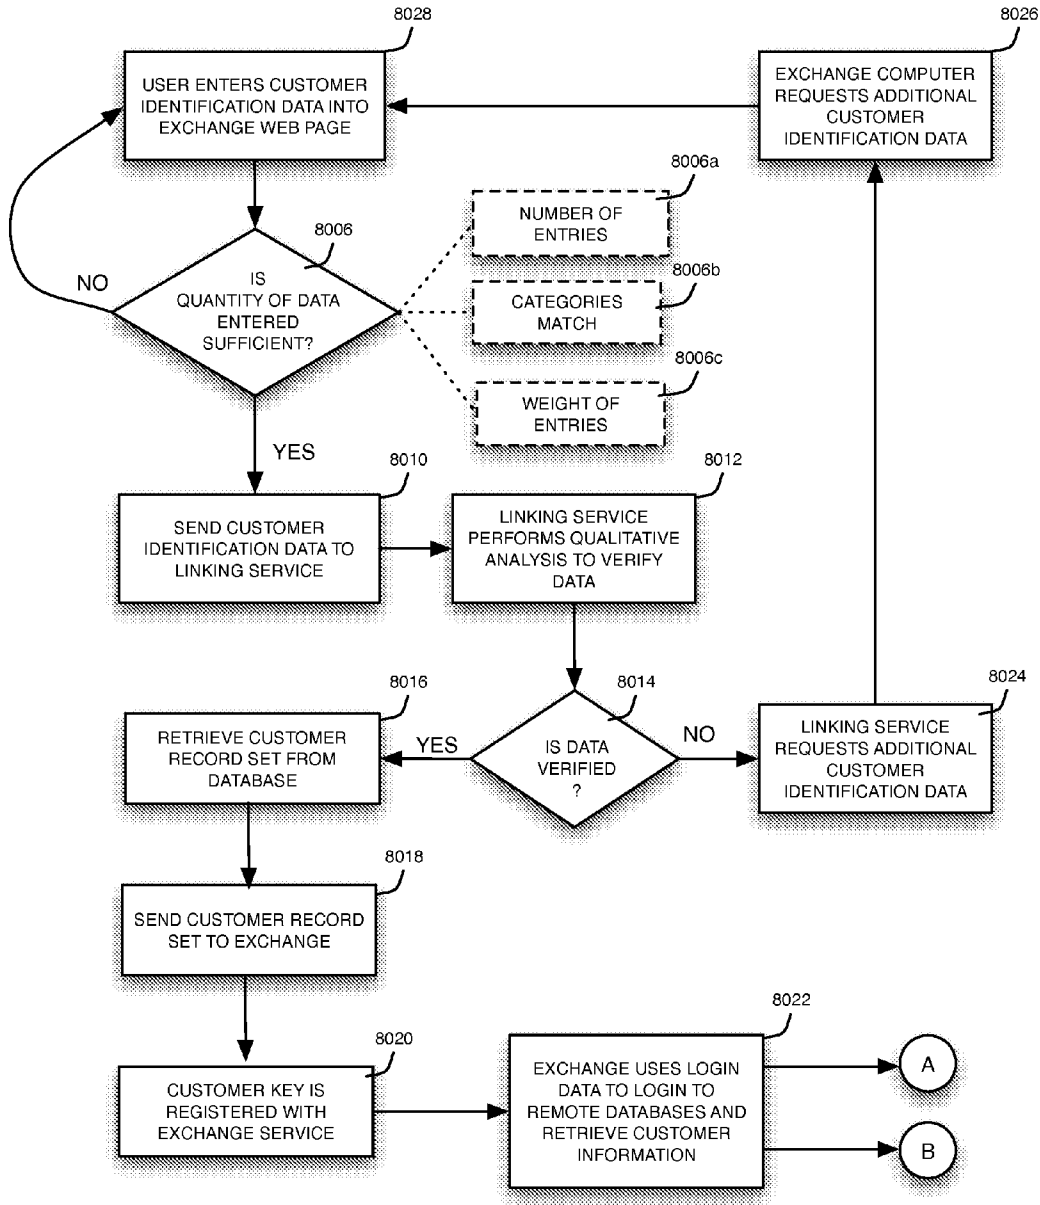 8028
USER ENTERS CUSTOMER
IDENTIFICATION DATA INTO
EXCHANGE WEB PAGE
8026
EXCHANGE COMPUTER
REQUESTS ADDITIONAL
CUSTOMER
IDENTIFICATION DATA
8006
IS
QUANTITY OF DATA
ENTERED
SUFFICIENT?
NO
YES
8006a
NUMBER OF
ENTRIES
8006b
CATEGORIES
MATCH
8006c
WEIGHT OF
ENTRIES
8010
SEND CUSTOMER
IDENTIFICATION DATA TO
LINKING SERVICE
8012
LINKING SERVICE
PERFORMS QUALITATIVE
ANALYSIS TO VERIFY
DATA
8014
IS DATA
VERIFIED
?
YES
NO
8024
LINKING SERVICE
REQUESTS ADDITIONAL
CUSTOMER
IDENTIFICATION DATA
8016
RETRIEVE CUSTOMER
RECORD SET FROM
DATABASE
8018
SEND CUSTOMER RECORD
SET TO EXCHANGE
8020
CUSTOMER KEY IS
REGISTERED WITH
EXCHANGE SERVICE
8022
EXCHANGE USES LOGIN
DATA TO LOGIN TO
REMOTE DATABASES AND
RETRIEVE CUSTOMER
INFORMATION
A
B